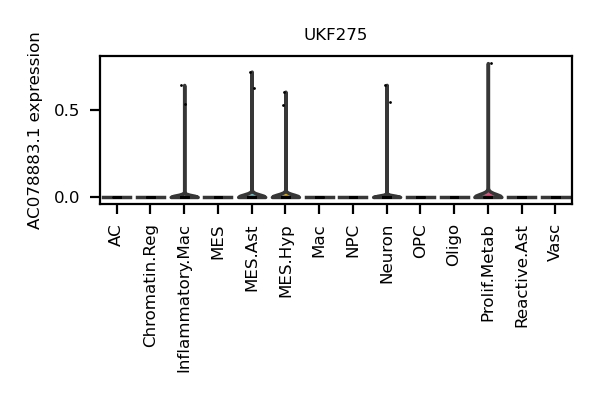 UKF275
AC078883.1 expression
0.5
0.0
AC
Chromatin.Reg
Inflammatory.Mac
MES
MES.Ast
MES.Hyp
Mac
NPC
Neuron
OPC
Oligo
Prolif.Metab
Reactive.Ast
Vasc